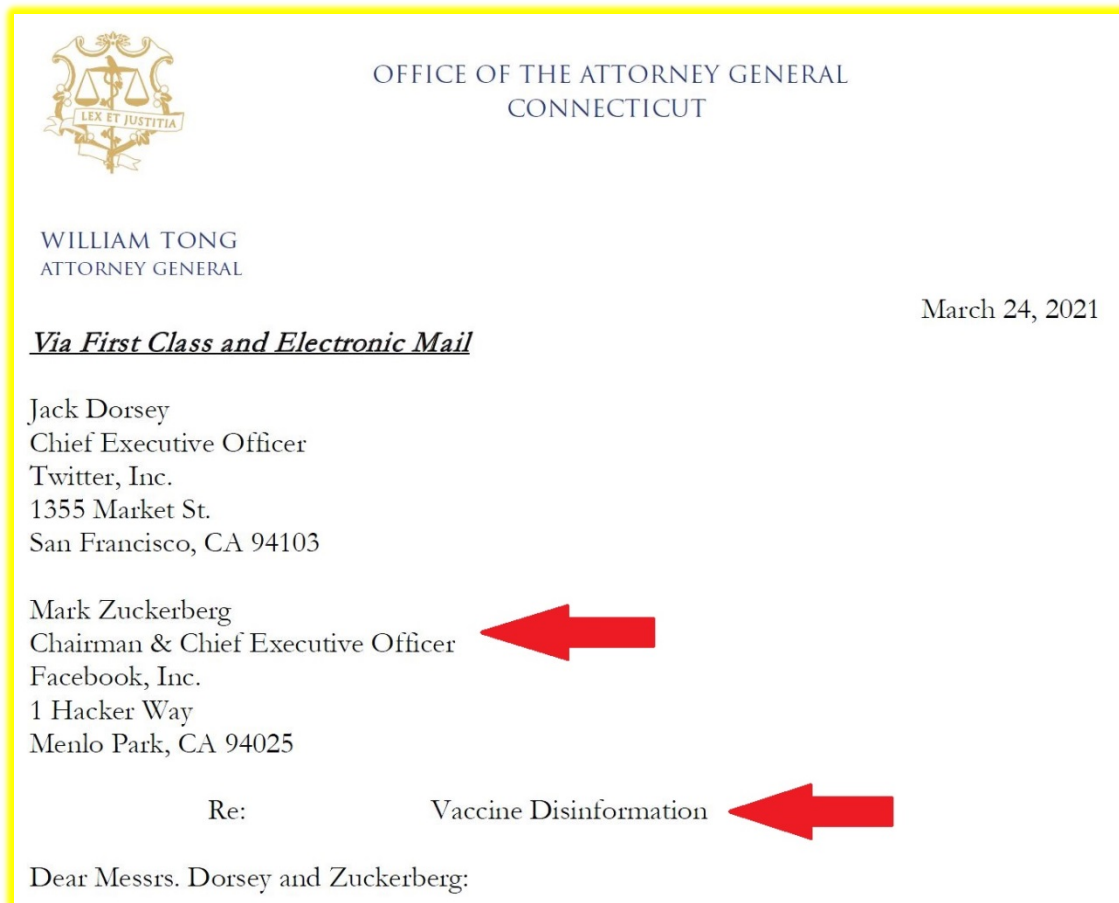 LEX ET JUSTITIA
OFFICE OF THE ATTORNEY GENERAL
CONNECTICUT
WILLIAM TONG
ATTORNEY GENERAL
March 24, 2021
Via First Class and Electronic Mail
Jack Dorsey
Chief Executive Officer
Twitter, Inc.
1355 Market St.
San Francisco, CA 94103
Mark Zuckerberg
Chairman & Chief Executive Officer
Facebook, Inc.
1 Hacker Way
Menlo Park, CA 94025
Re: Vaccine Disinformation
Dear Messrs. Dorsey and Zuckerberg: